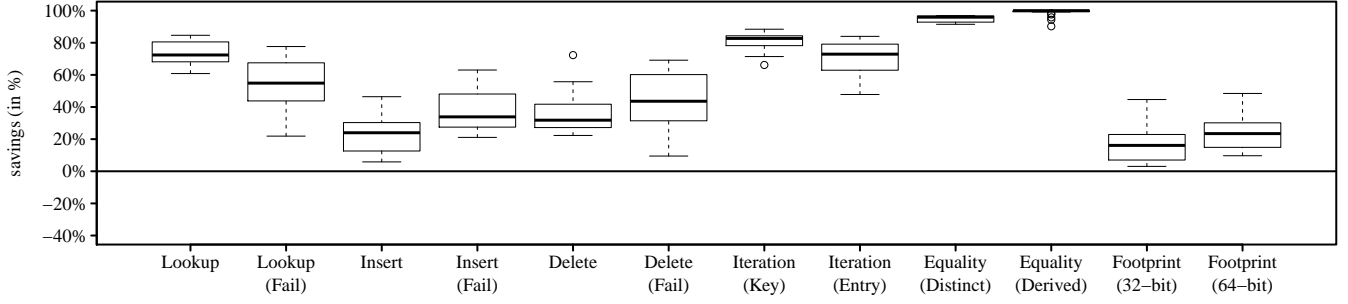 100%
80%
60%
40%
20%
0%
−20%
−40%
savings (in %)
Lookup
Lookup
(Fail)
Insert
Insert
(Fail)
Delete
Delete
(Fail)
Iteration
(Key)
Iteration
(Entry)
Equality
(Distinct)
Equality
(Derived)
Footprint
(32−bit)
Footprint
(64−bit)